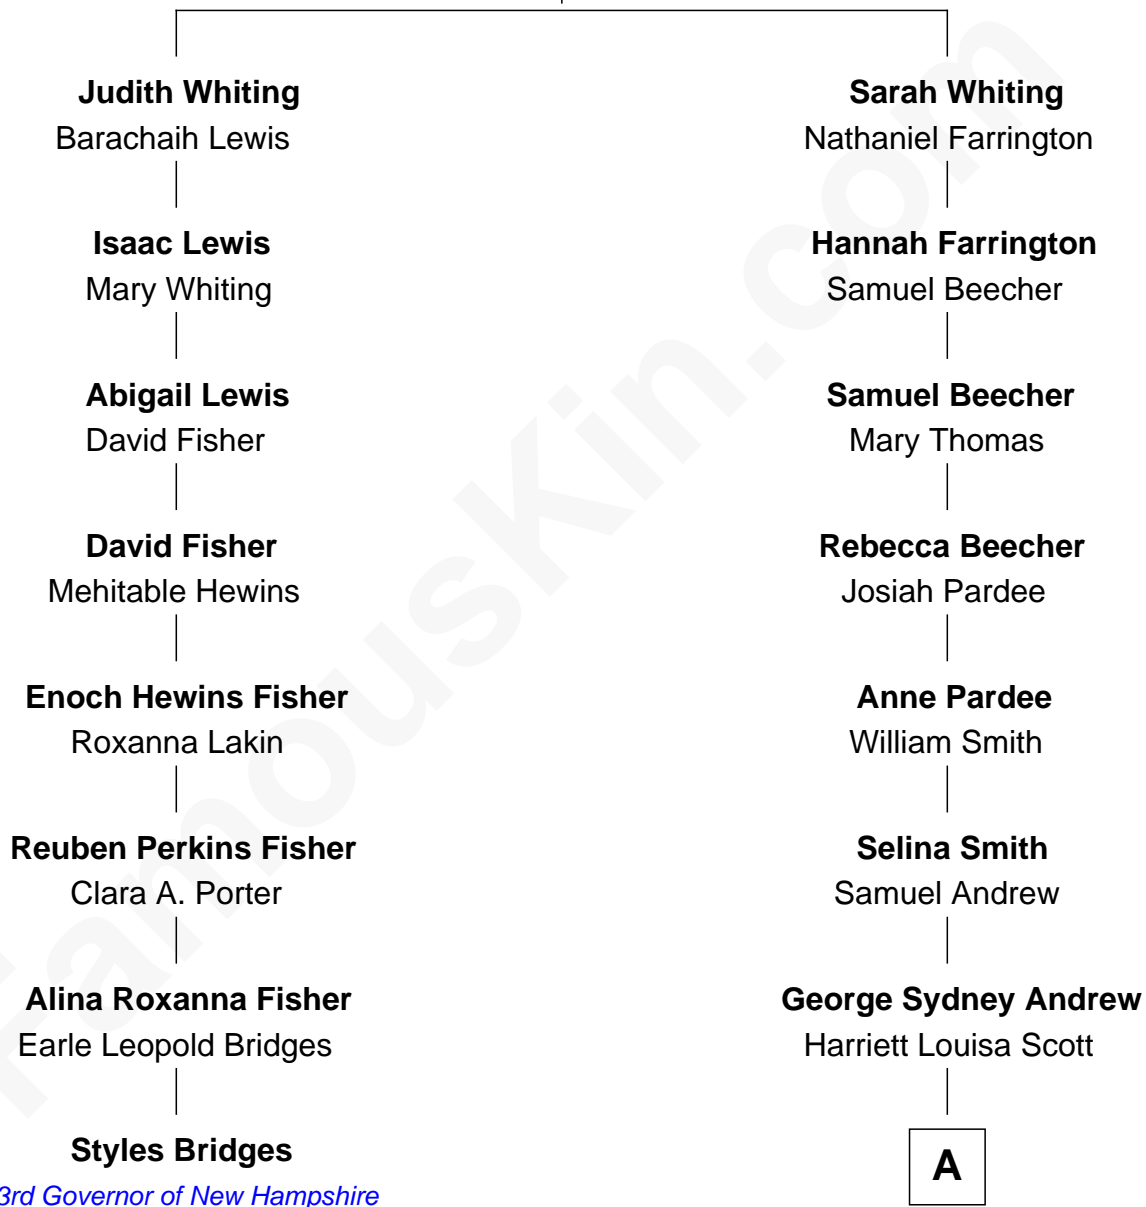 Judith Whiting
Barachaih Lewis
Sarah Whiting
Nathaniel Farrington
Isaac Lewis
Mary Whiting
Hannah Farrington
Samuel Beecher
Abigail Lewis
David Fisher
Samuel Beecher
Mary Thomas
David Fisher
Mehitable Hewins
Rebecca Beecher
Josiah Pardee
Enoch Hewins Fisher
Roxanna Lakin
Anne Pardee
William Smith
Reuben Perkins Fisher
Clara A. Porter
Selina Smith
Samuel Andrew
Alina Roxanna Fisher
Earle Leopold Bridges
George Sydney Andrew
Harriett Louisa Scott
Styles Bridges
3rd Governor of New Hampshire
A
FamousKin.com